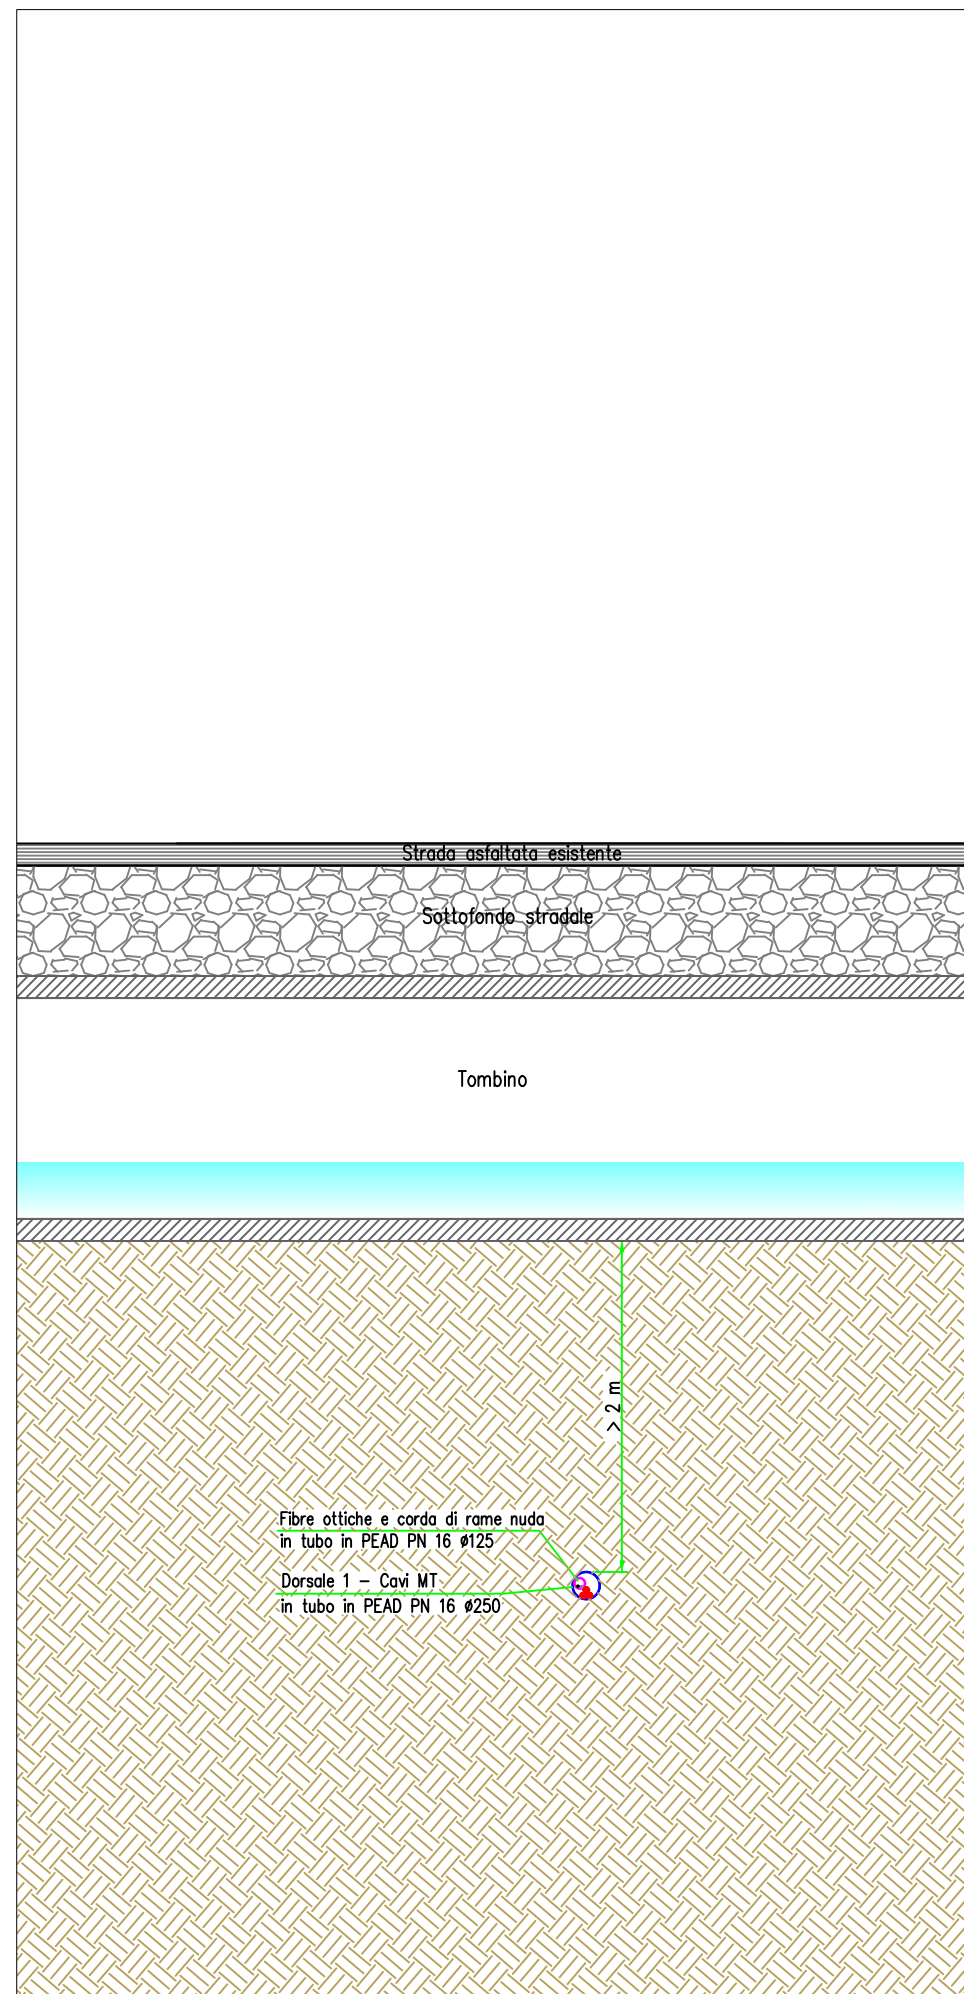 Strada asfaltata esistente
Sottofondo stradale
Tombino
> 2 m
Fibre ottiche e corda di rame nuda
in tubo in PEAD PN 16 ø125
Dorsale 1 - Cavi MT
in tubo in PEAD PN 16 ø250